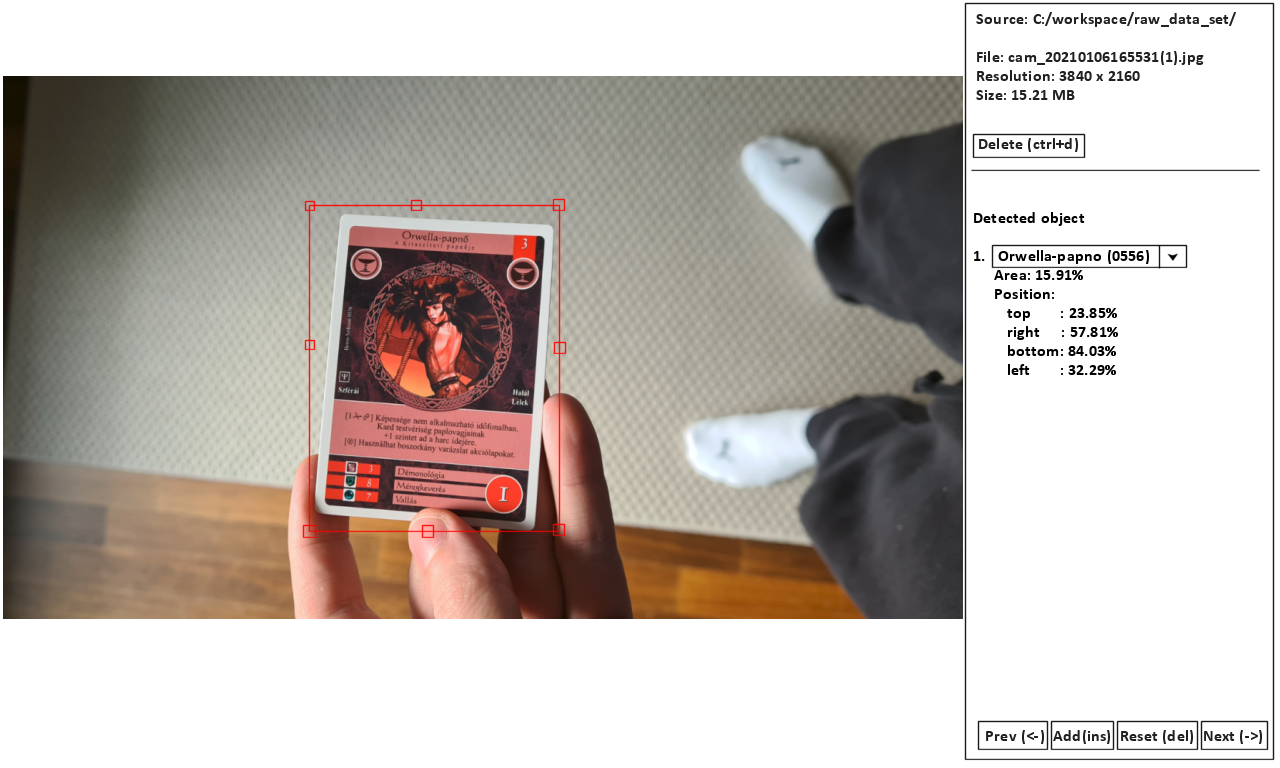 Source: C:/workspace/raw_data_set/
File: cam_20210106165531(1).jpg
Resolution: 3840 x 2160
Size: 15.21 MB
Delete (ctrl+d)
Detected object
1. Orwella-papno (0556)
Area: 15.91%
Position:
top : 23.85%
right : 57.81%
bottom: 84.03%
left : 32.29%
Prev (<-) Add(ins) Reset (del) Next (->)
Orwella-papnő
A Kitaszított papnője
3
Szférái
Halál
Lélek
Képessége nem alkalmazható időfonalban.
Kard testvériség paplovagjainak
+1 szintet ad a harc idejére.
Használhat boszorkány varázslat akciólapokat.
3
8
7
Démonológia
Méregkeverés
Vallás
I